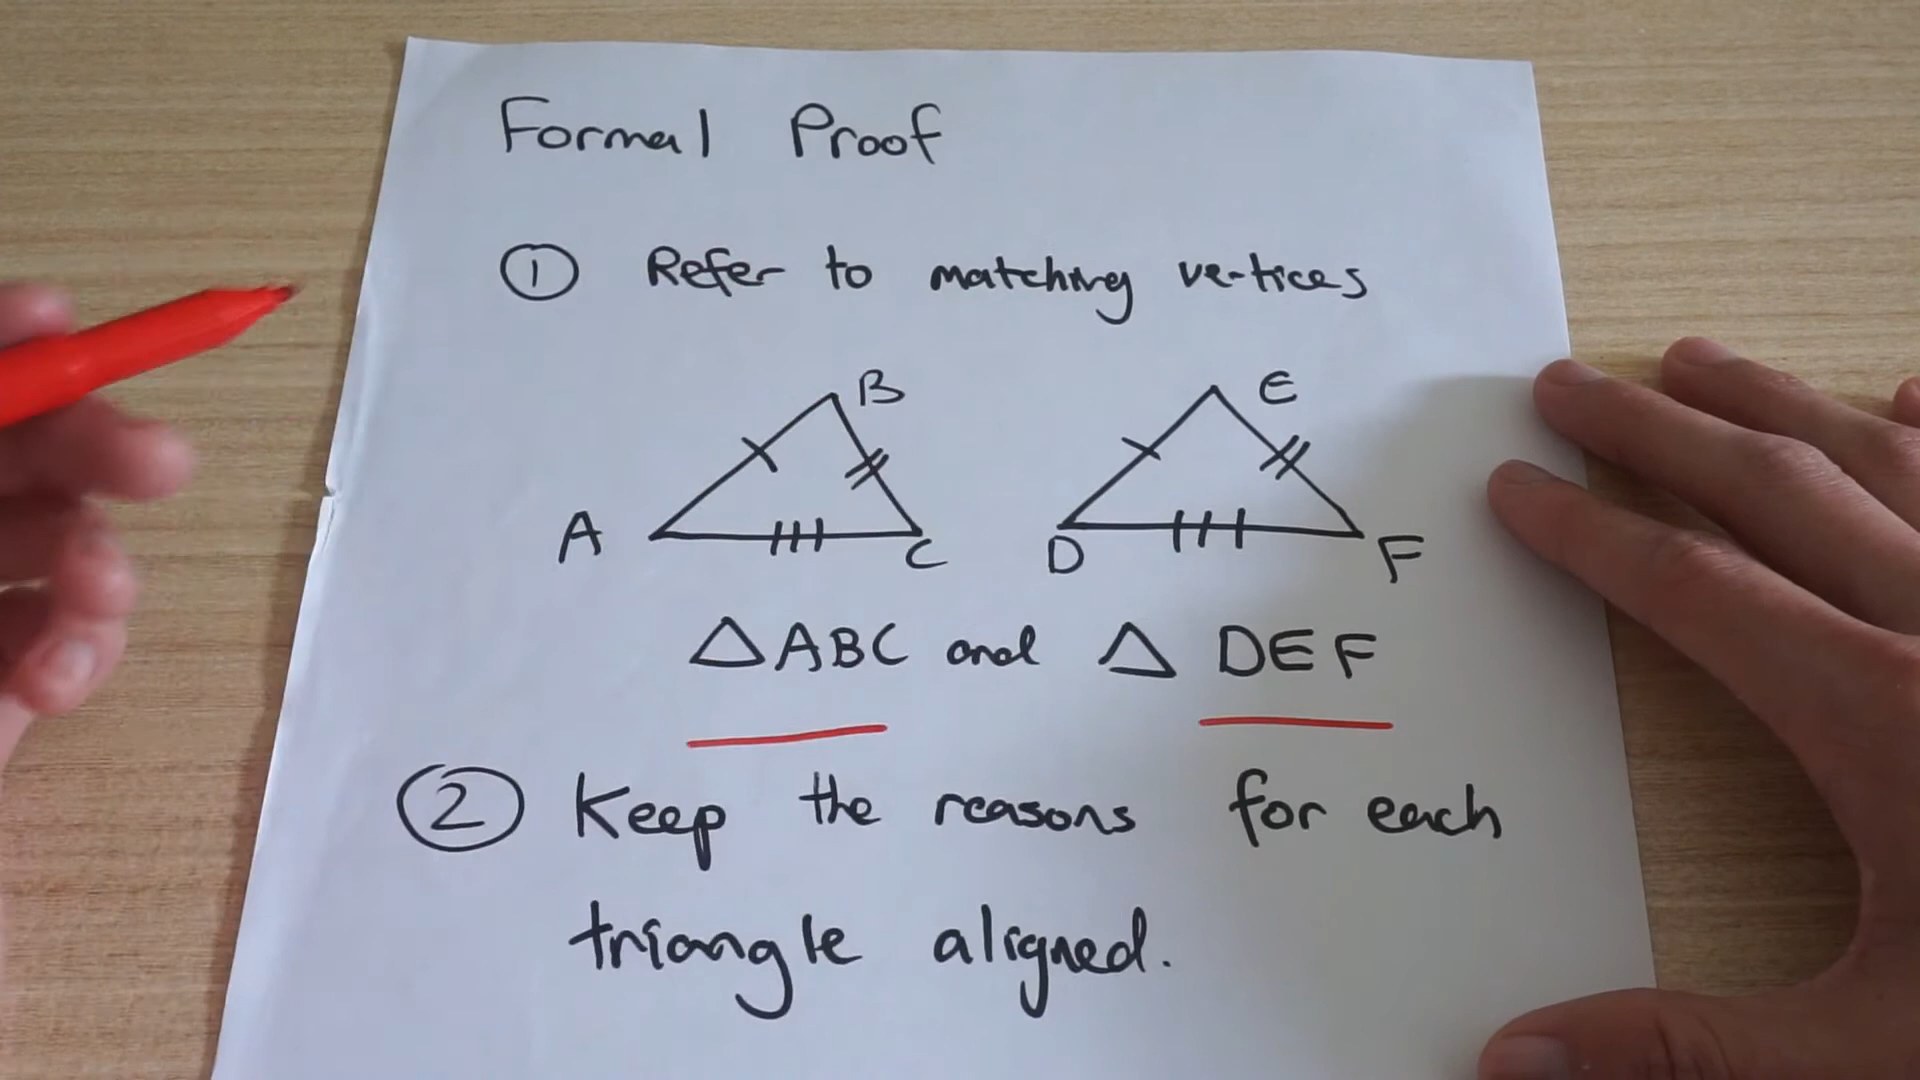 Formal Proof
① Refer to matching vertices
B E
A C D F
△ABC and △ DEF
② Keep the reasons for each
triangle aligned.